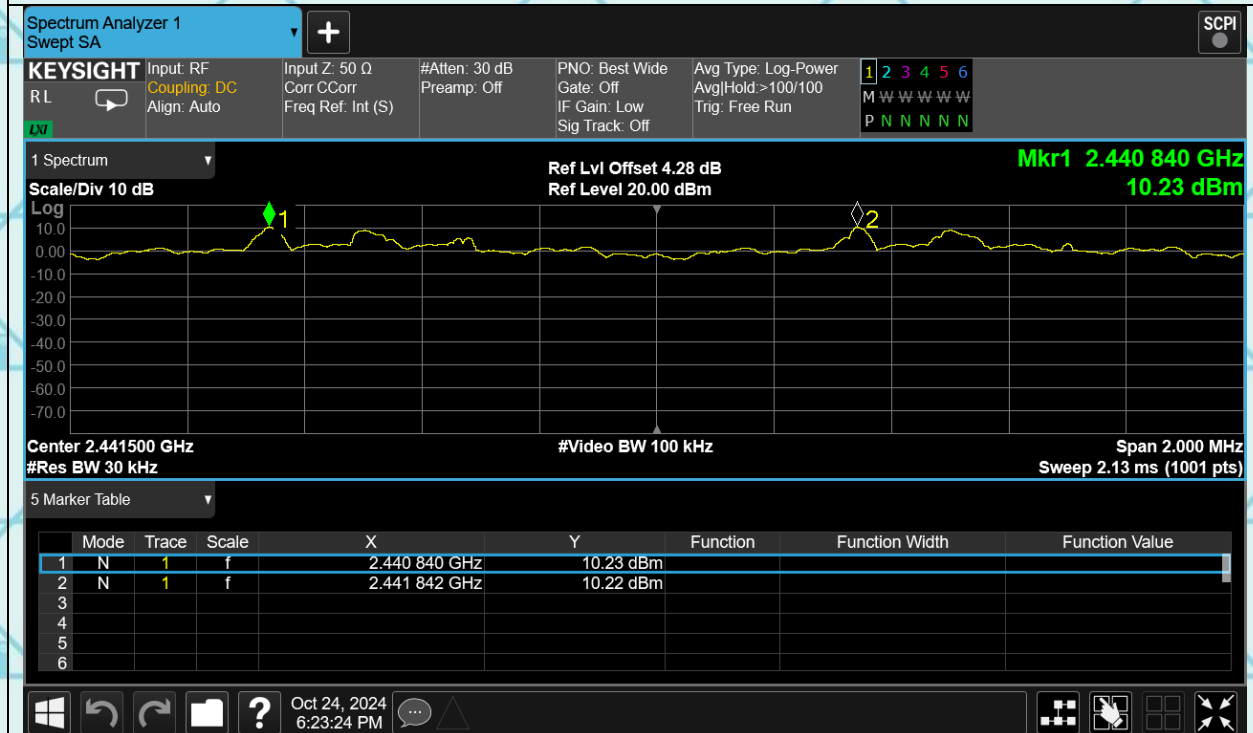 Spectrum Analyzer 1
Swept SA
+
SCPI
KEYSIGHT
RL
LXI
Input: RF
Coupling: DC
Align: Auto
Input Z: 50 Ω
Corr CCorr
Freq Ref: Int (S)
#Atten: 30 dB
Preamp: Off
PNO: Best Wide
Gate: Off
IF Gain: Low
Sig Track: Off
Avg Type: Log-Power
Avg|Hold:>100/100
Trig: Free Run
1 2 3 4 5 6
M W W W W W
P N N N N N
1 Spectrum
Scale/Div 10 dB
Ref Lvl Offset 4.28 dB
Ref Level 20.00 dBm
Mkr1 2.440 840 GHz
10.23 dBm
Log
10.0
0.00
-10.0
-20.0
-30.0
-40.0
-50.0
-60.0
-70.0
1
2
Center 2.441500 GHz
#Video BW 100 kHz
Span 2.000 MHz
#Res BW 30 kHz
Sweep 2.13 ms (1001 pts)
5 Marker Table
Mode Trace Scale X Y Function Function Width Function Value
1 N 1 f 2.440 840 GHz 10.23 dBm
2 N 1 f 2.441 842 GHz 10.22 dBm
3
4
5
6
?
Oct 24, 2024
6:23:24 PM